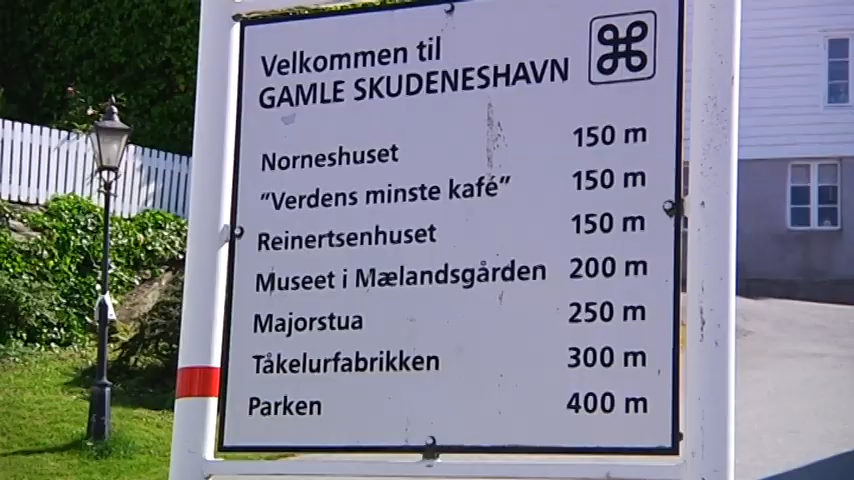 Velkommen til
GAMLE SKUDENESHAVN
Norneshuset 150 m
"Verdens minste kafé" 150 m
Reinertsenhuset 150 m
Museet i Mælandsgården 200 m
Majorstua 250 m
Tåkelurfabrikken 300 m
Parken 400 m